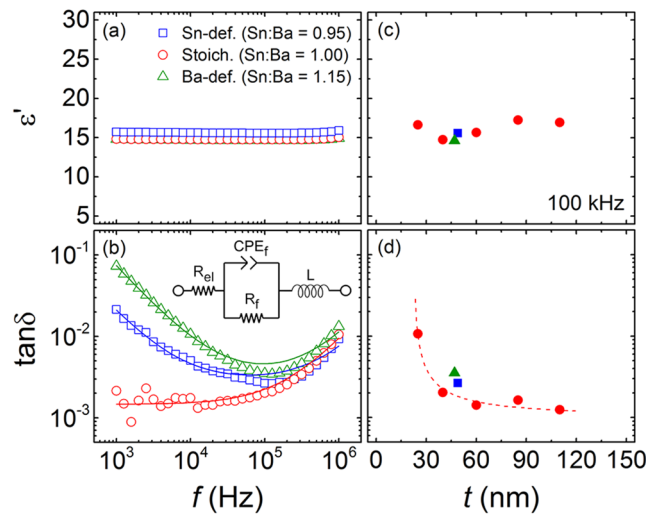 (a)
Sn-def. (Sn:Ba = 0.95)
Stoich. (Sn:Ba = 1.00)
Ba-def. (Sn:Ba = 1.15)
35
30
25
20
15
10
5
ε'
(c)
100 kHz
(b)
CPE_f
R_el
R_f
L
10⁻¹
10⁻²
10⁻³
tanδ
10³ 10⁴ 10⁵ 10⁶
f (Hz)
(d)
0 30 60 90 120 150
t (nm)